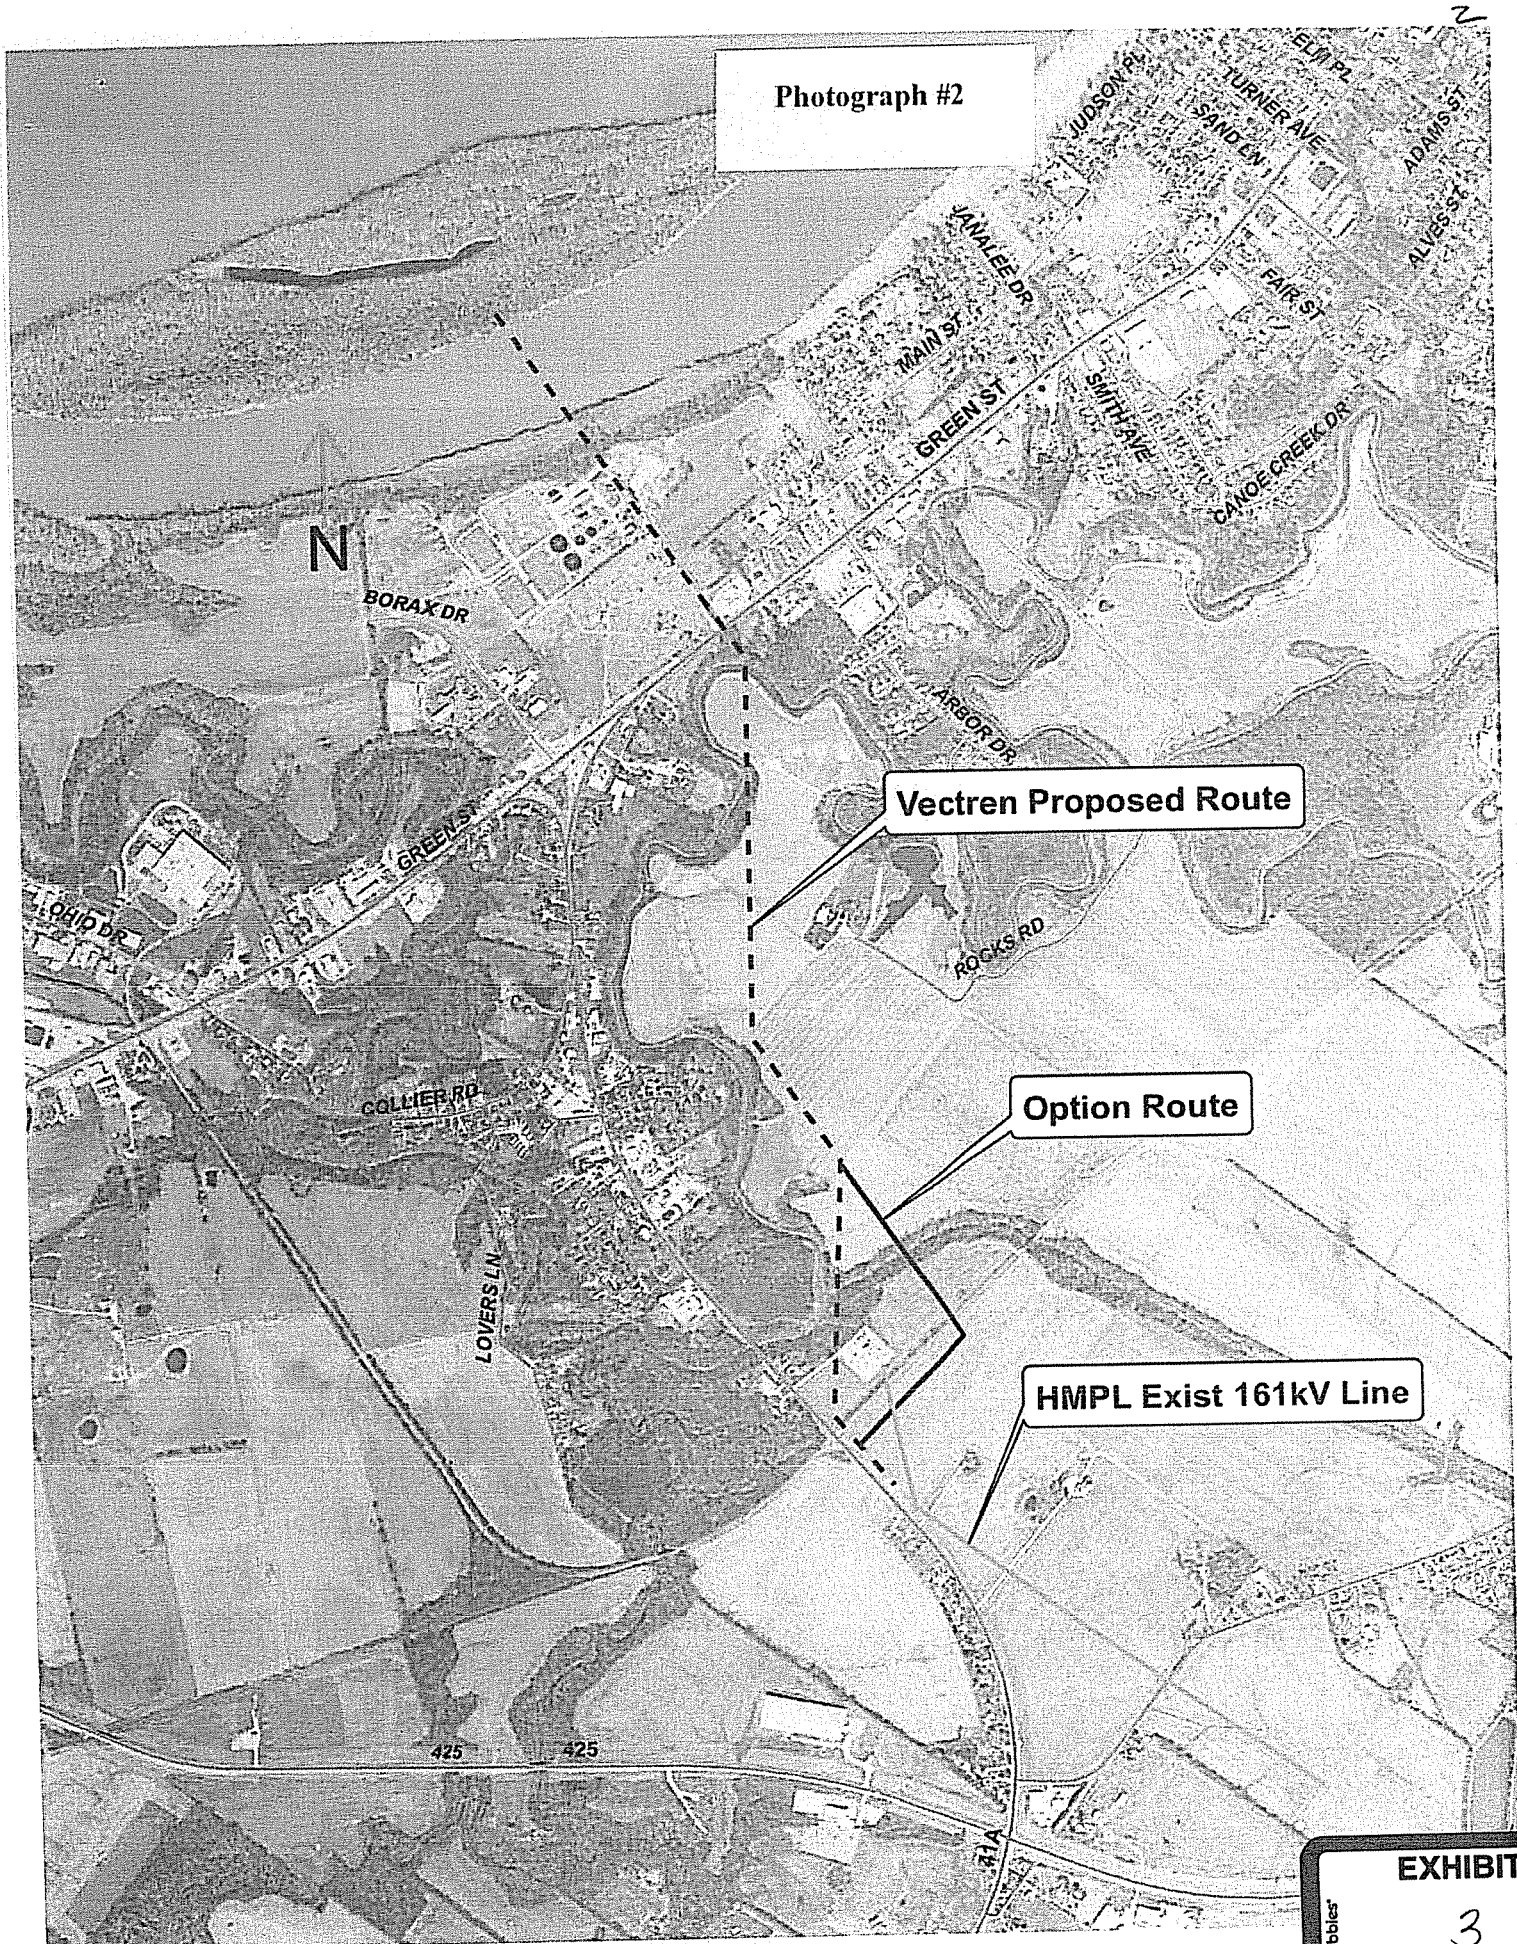 2
Photograph #2
ELM PL
JUDSON PL
TURNER AVE
SAND LN
ADAMS ST
ALVES ST
JANALEE DR
FAIR ST
MAIN ST
GREEN ST
SMITH AVE
CANOE CREEK DR
N
BORAX DR
ARBOR DR
Vectren Proposed Route
GREEN ST
OHIO DR
ROCKS RD
COLLIER RD
Option Route
LOVERS LN
HMPL Exist 161kV Line
425
425
41A
EXHIBIT
3